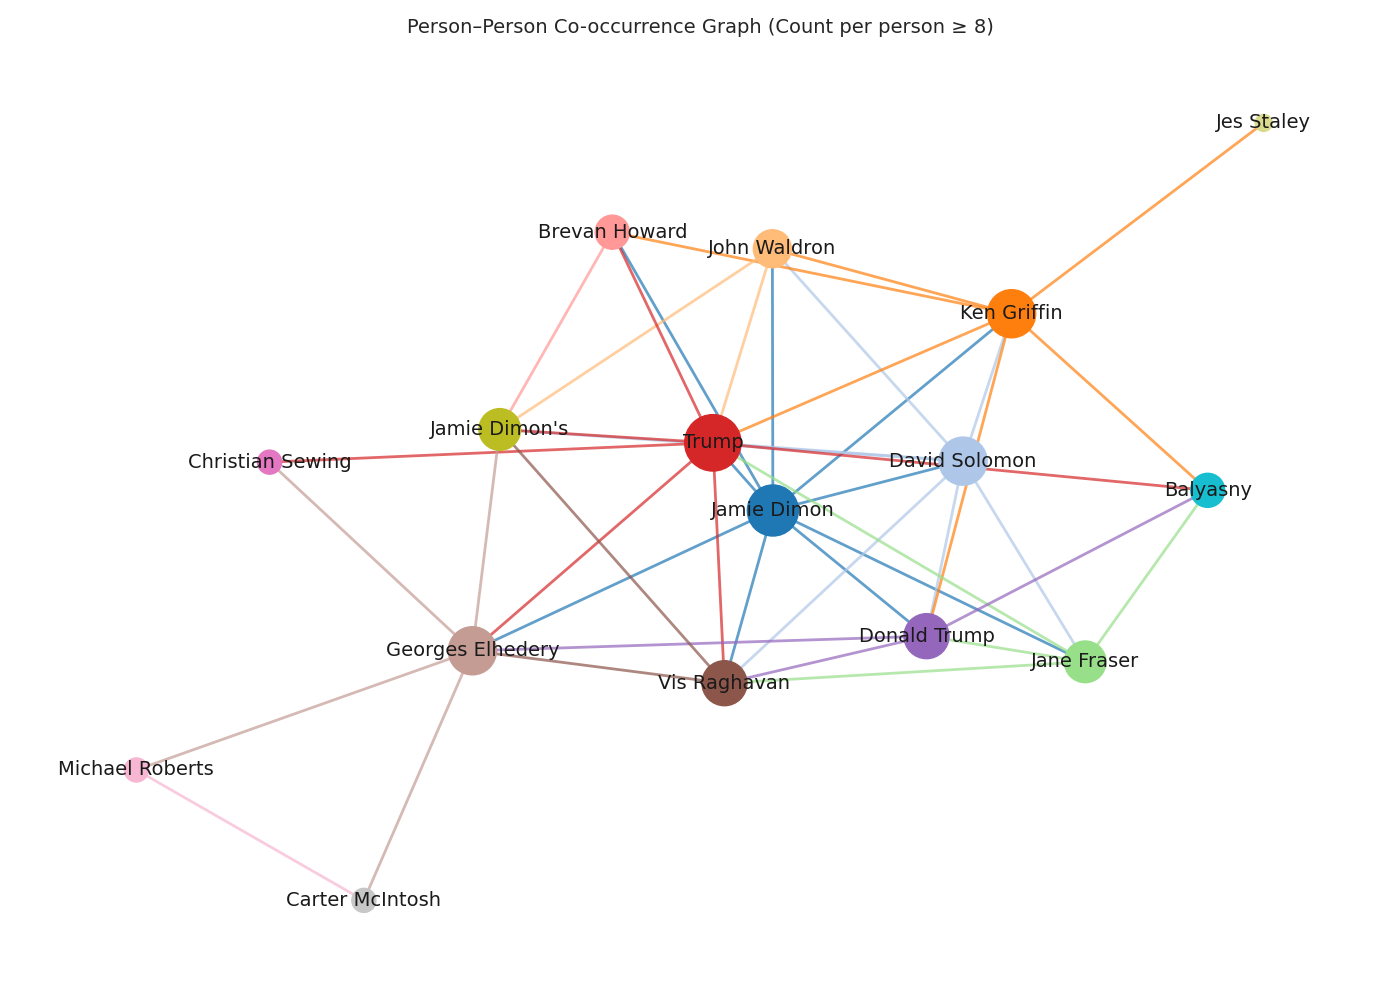 Person–Person Co-occurrence Graph (Count per person ≥ 8)
Jes Staley
Brevan Howard
John Waldron
Ken Griffin
Jamie Dimon's
Trump
Christian Sewing
David Solomon
Balyasny
Jamie Dimon
Donald Trump
Georges Elhedery
Jane Fraser
Vis Raghavan
Michael Roberts
Carter McIntosh